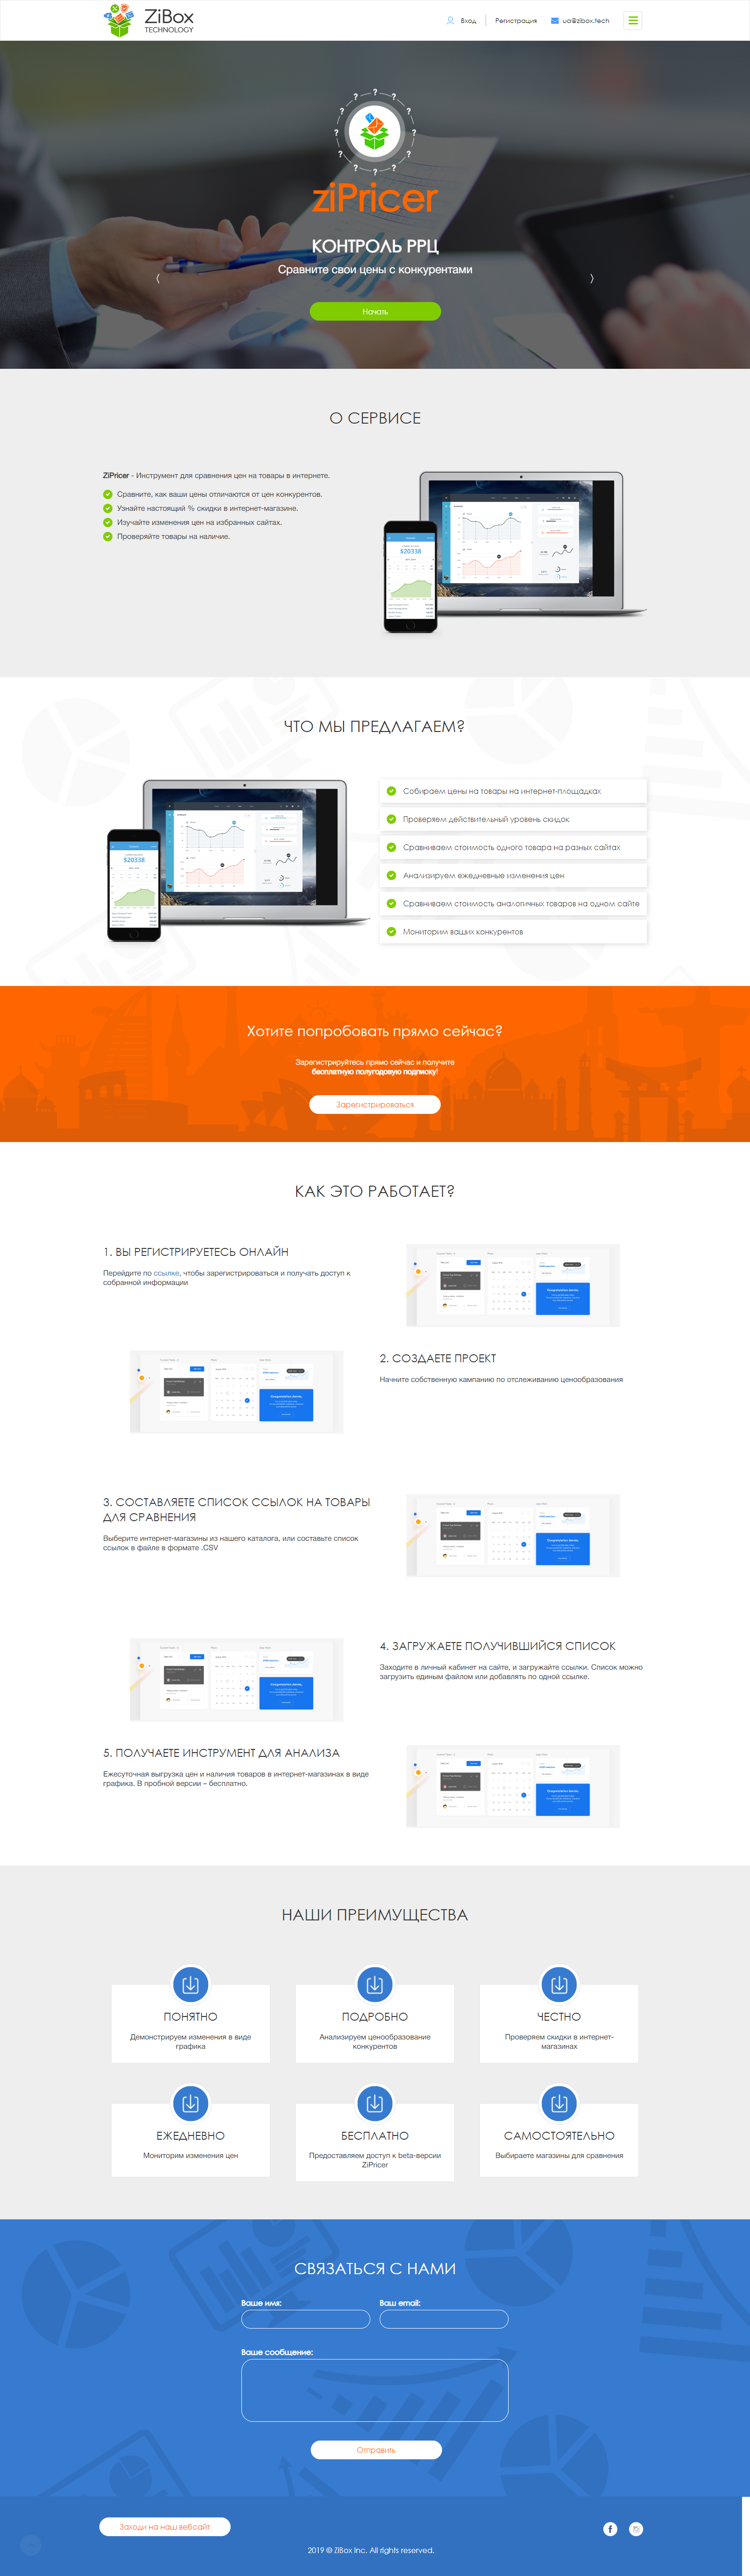 ZiBox
TECHNOLOGY
Вход
Регистрация
ua@zibox.tech
ziPricer
КОНТРОЛЬ РРЦ
Сравните свои цены с конкурентами
Начать
О СЕРВИСЕ
ZiPricer - Инструмент для сравнения цен на товары в интернете.
Сравните, как ваши цены отличаются от цен конкурентов.
Узнайте настоящий % скидки в интернет-магазине.
Изучайте изменения цен на избранных сайтах.
Проверяйте товары на наличие.
$20338
ЧТО МЫ ПРЕДЛАГАЕМ?
$20338
Собираем цены на товары на интернет-площадках
Проверяем действительный уровень скидок
Сравниваем стоимость одного товара на разных сайтах
Анализируем ежедневные изменения цен
Сравниваем стоимость аналогичных товаров на одном сайте
Мониторим ваших конкурентов
Хотите попробовать прямо сейчас?
Зарегистрируйтесь прямо сейчас и получите
бесплатную полугодовую подписку!
Зарегистрироваться
КАК ЭТО РАБОТАЕТ?
1. ВЫ РЕГИСТРИРУЕТЕСЬ ОНЛАЙН
Перейдите по ссылке, чтобы зарегистрироваться и получать доступ к
собранной информации
2. СОЗДАЕТЕ ПРОЕКТ
Начните собственную кампанию по отслеживанию ценообразования
3. СОСТАВЛЯЕТЕ СПИСОК ССЫЛОК НА ТОВАРЫ
ДЛЯ СРАВНЕНИЯ
Выберите интернет-магазины из нашего каталога, или составьте список
ссылок в файле в формате .CSV
4. ЗАГРУЖАЕТЕ ПОЛУЧИВШИЙСЯ СПИСОК
Заходите в личный кабинет на сайте, и загружайте ссылки. Список можно
загрузить единым файлом или добавлять по одной ссылке.
5. ПОЛУЧАЕТЕ ИНСТРУМЕНТ ДЛЯ АНАЛИЗА
Ежесуточная выгрузка цен и наличия товаров в интернет-магазинах в виде
графика. В пробной версии – бесплатно.
НАШИ ПРЕИМУЩЕСТВА
ПОНЯТНО
Демонстрируем изменения в виде
графика
ПОДРОБНО
Анализируем ценообразование
конкурентов
ЧЕСТНО
Проверяем скидки в интернет-
магазинах
ЕЖЕДНЕВНО
Мониторим изменения цен
БЕСПЛАТНО
Предоставляем доступ к beta-версии
ZiPricer
САМОСТОЯТЕЛЬНО
Выбираете магазины для сравнения
СВЯЗАТЬСЯ С НАМИ
Ваше имя:
Ваш email:
Ваше сообщение:
Отправить
Заходи на наш вебсайт
2019 © ZiBox Inc. All rights reserved.